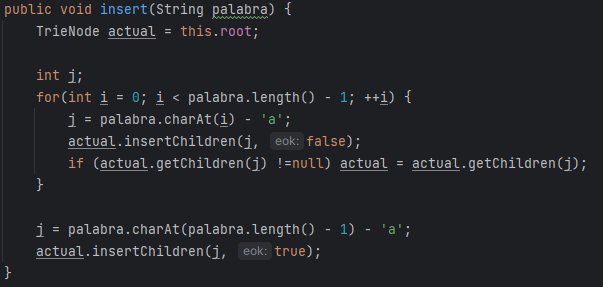 public void insert(String palabra) {
    TrieNode actual = this.root;

    int j;
    for(int i = 0; i < palabra.length() - 1; ++i) {
        j = palabra.charAt(i) - 'a';
        actual.insertChildren(j, eok: false);
        if (actual.getChildren(j) !=null) actual = actual.getChildren(j);
    }

    j = palabra.charAt(palabra.length() - 1) - 'a';
    actual.insertChildren(j, eok: true);
}